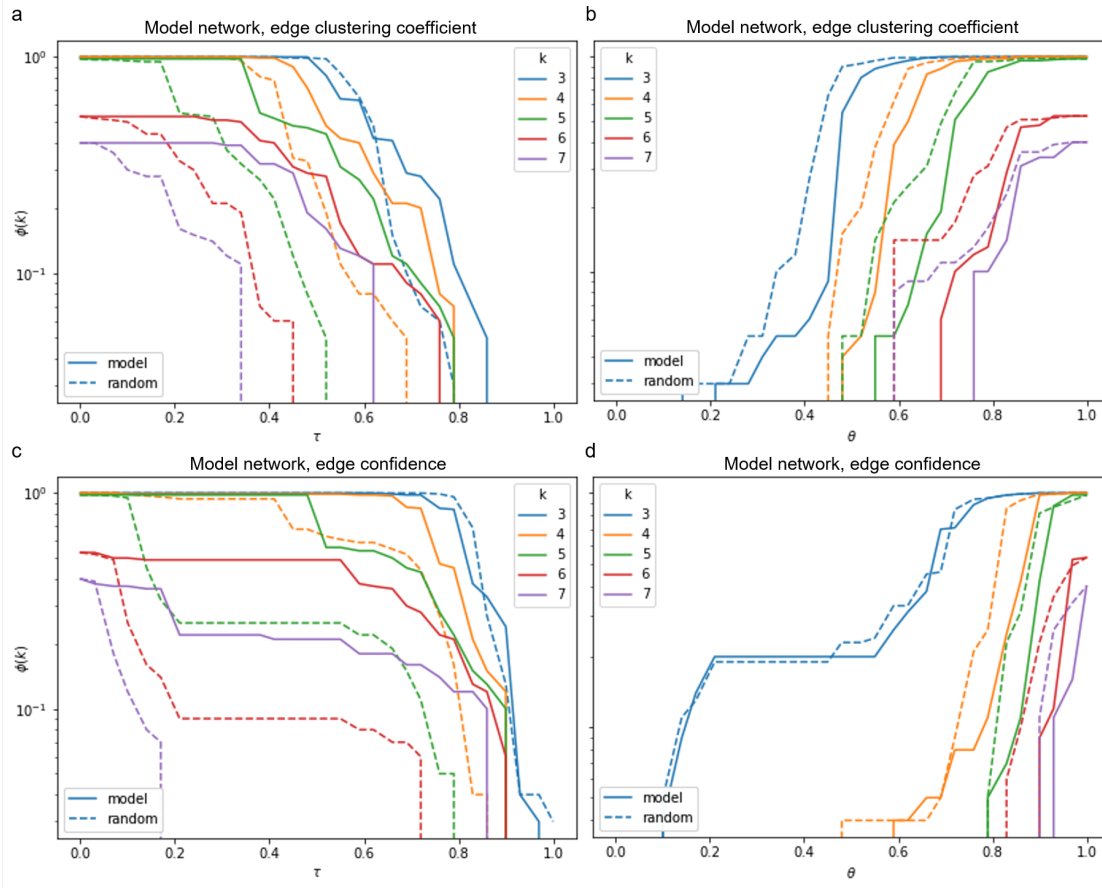 a
Model network, edge clustering coefficient
10⁰
10⁻¹
ϕ(k)
k
3
4
5
6
7
model
random
0.0 0.2 0.4 0.6 0.8 1.0
τ
b
Model network, edge clustering coefficient
k
3
4
5
6
7
model
random
0.0 0.2 0.4 0.6 0.8 1.0
θ
c
Model network, edge confidence
10⁰
10⁻¹
ϕ(k)
k
3
4
5
6
7
model
random
0.0 0.2 0.4 0.6 0.8 1.0
τ
d
Model network, edge confidence
k
3
4
5
6
7
model
random
0.0 0.2 0.4 0.6 0.8 1.0
θ